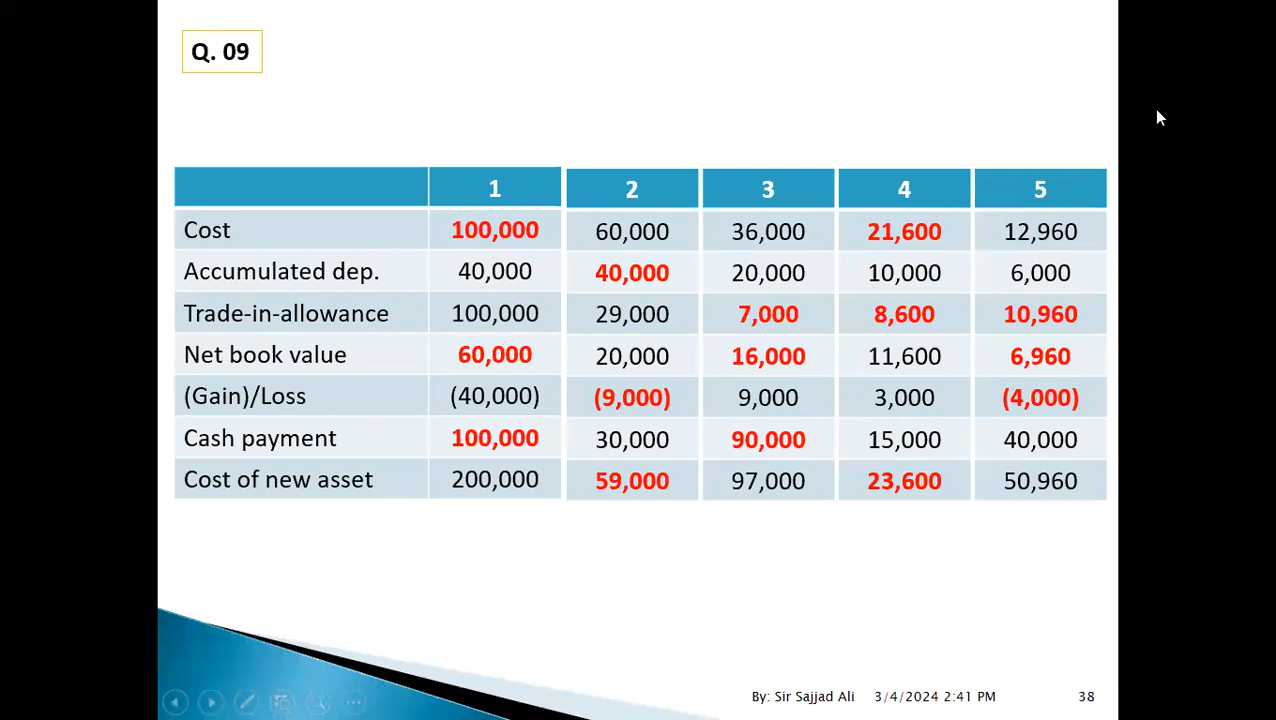 Q. 09
1 2 3 4 5
Cost 100,000 60,000 36,000 21,600 12,960
Accumulated dep. 40,000 40,000 20,000 10,000 6,000
Trade-in-allowance 100,000 29,000 7,000 8,600 10,960
Net book value 60,000 20,000 16,000 11,600 6,960
(Gain)/Loss (40,000) (9,000) 9,000 3,000 (4,000)
Cash payment 100,000 30,000 90,000 15,000 40,000
Cost of new asset 200,000 59,000 97,000 23,600 50,960
By: Sir Sajjad Ali 3/4/2024 2:41 PM 38